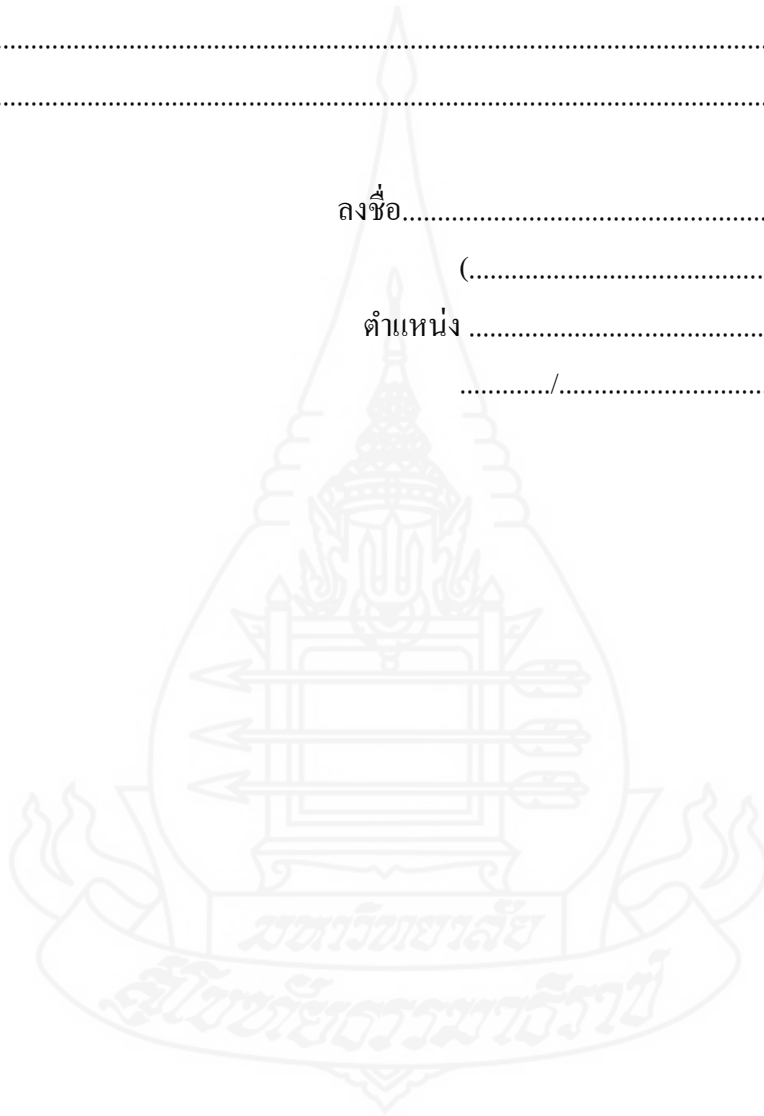 ..............................................................................................................
..............................................................................................................
ลงชื่อ....................................................
(..........................................
ตำแหน่ง ..........................................
............./.............................
มหาวิทยาลัย
สุโขทัยธรรมาธิราช